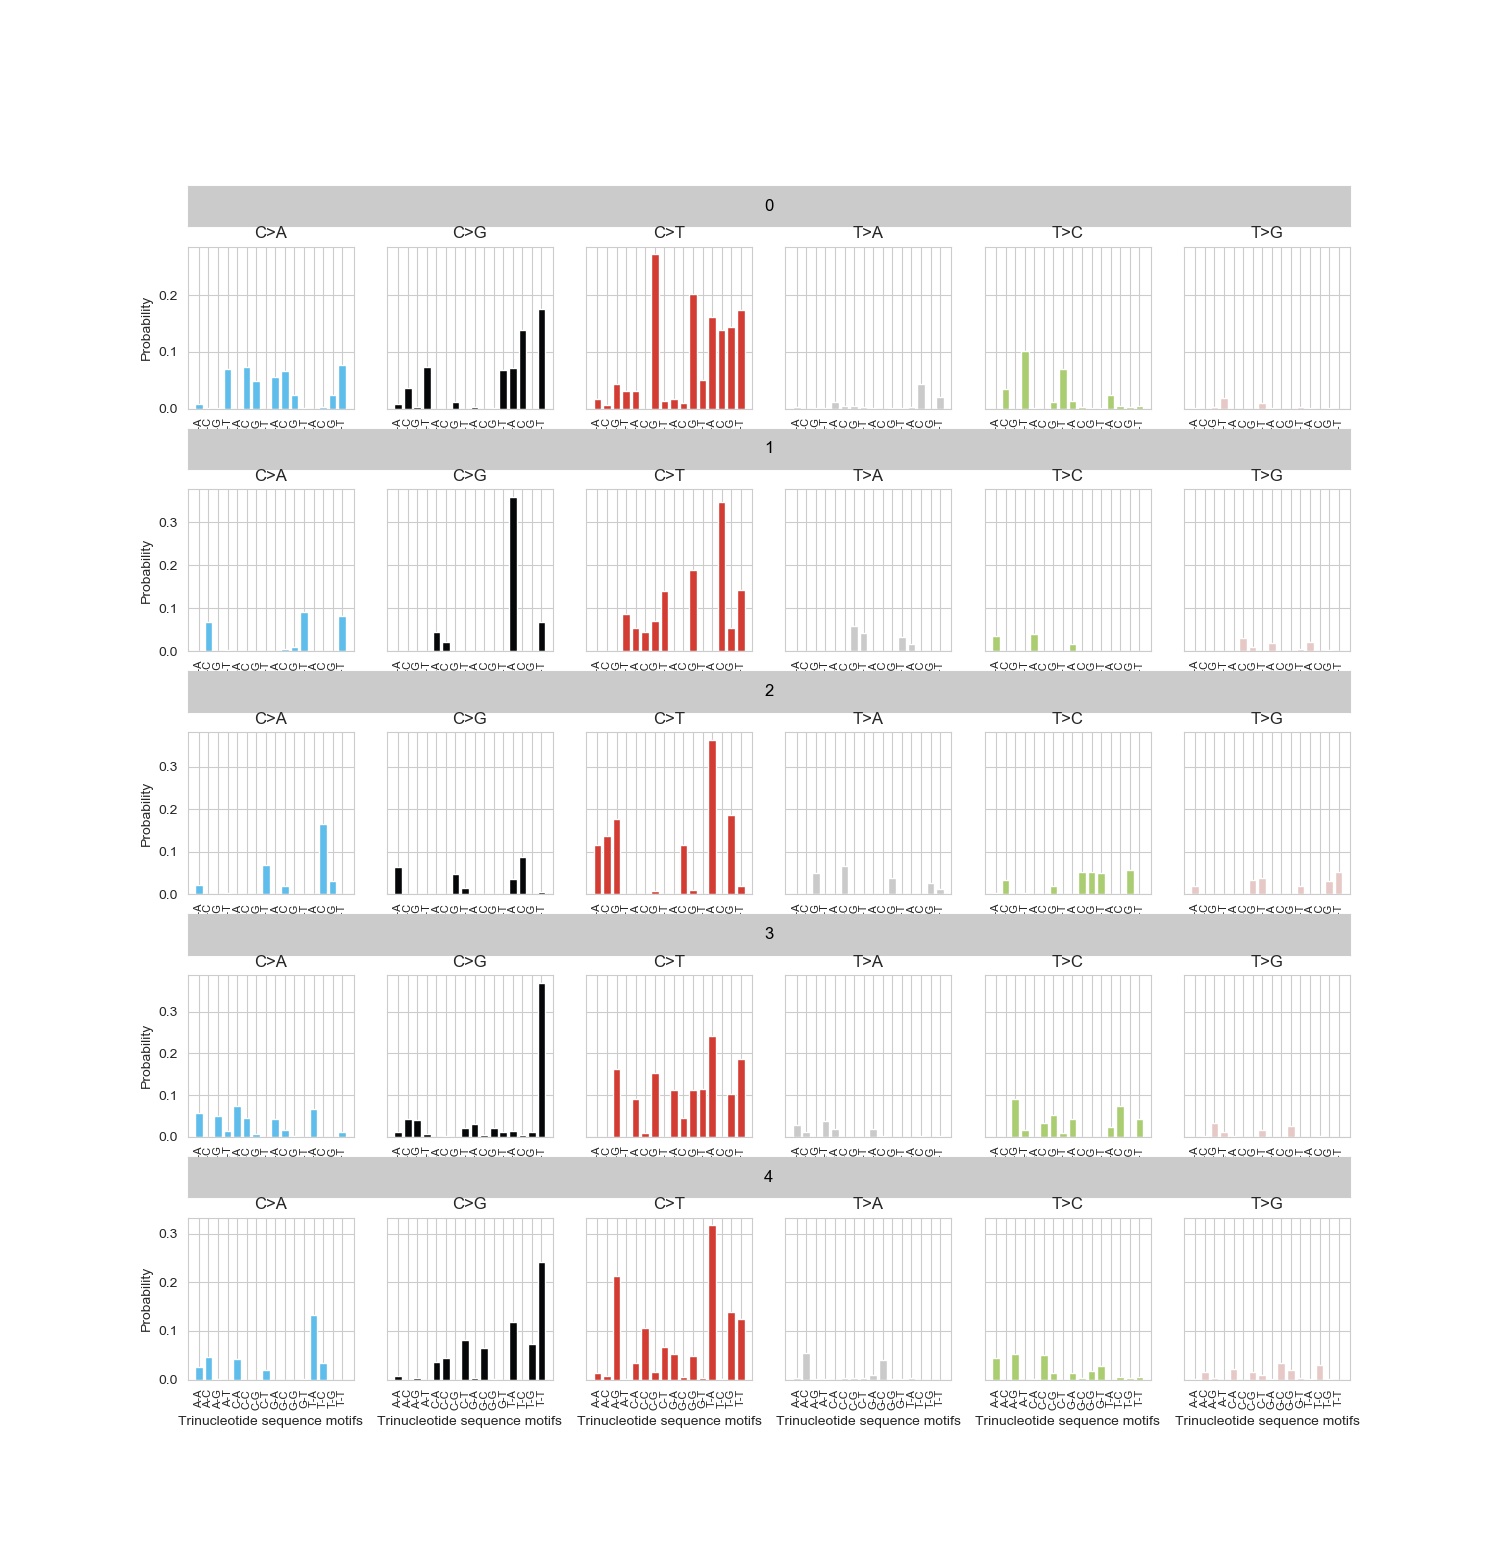 0
C>A C>G C>T T>A T>C T>G
Probability
0.2
0.1
0.0
1
C>A C>G C>T T>A T>C T>G
Probability
0.3
0.2
0.1
0.0
2
C>A C>G C>T T>A T>C T>G
Probability
0.3
0.2
0.1
0.0
3
C>A C>G C>T T>A T>C T>G
Probability
0.3
0.2
0.1
0.0
4
C>A C>G C>T T>A T>C T>G
Probability
0.3
0.2
0.1
0.0
A-A A-C A-G A-T C-A C-C C-G C-T G-A G-C G-G G-T T-A T-C T-G T-T
A-A A-C A-G A-T C-A C-C C-G C-T G-A G-C G-G G-T T-A T-C T-G T-T
A-A A-C A-G A-T C-A C-C C-G C-T G-A G-C G-G G-T T-A T-C T-G T-T
A-A A-C A-G A-T C-A C-C C-G C-T G-A G-C G-G G-T T-A T-C T-G T-T
A-A A-C A-G A-T C-A C-C C-G C-T G-A G-C G-G G-T T-A T-C T-G T-T
A-A A-C A-G A-T C-A C-C C-G C-T G-A G-C G-G G-T T-A T-C T-G T-T
Trinucleotide sequence motifs Trinucleotide sequence motifs Trinucleotide sequence motifs Trinucleotide sequence motifs Trinucleotide sequence motifs Trinucleotide sequence motifs